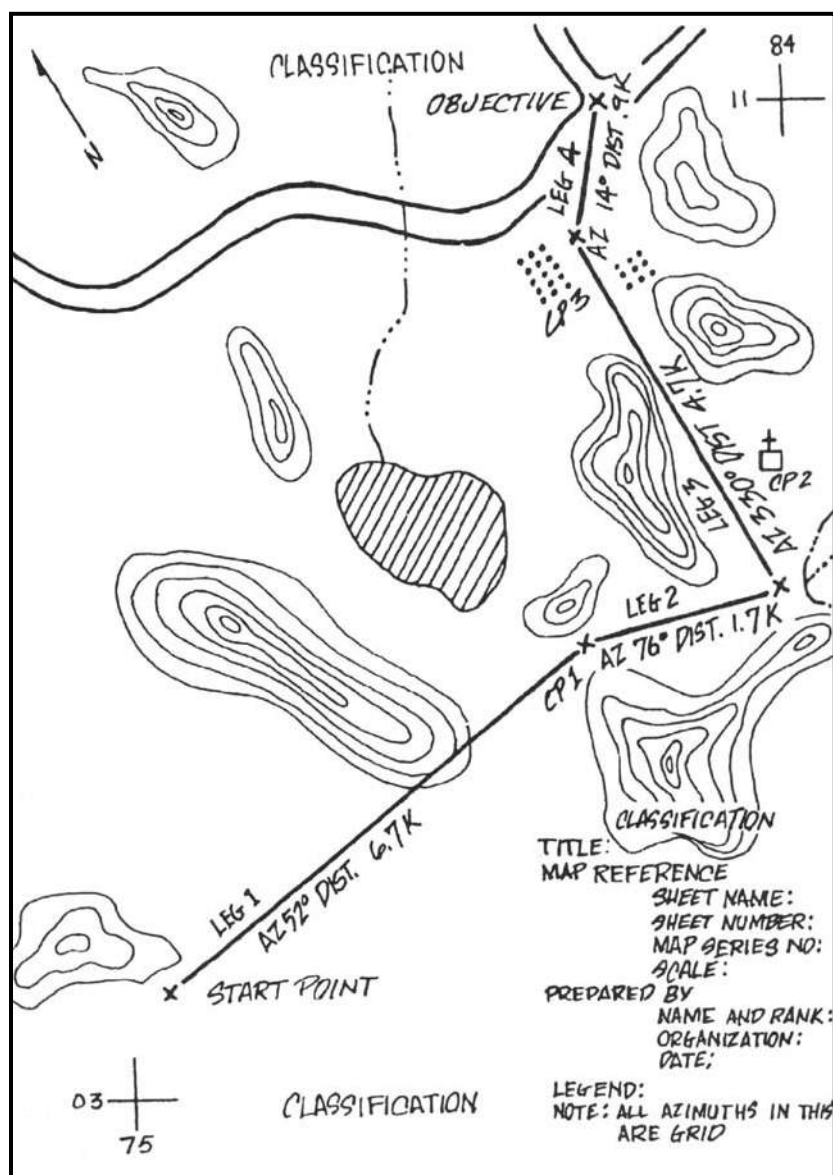 CLASSIFICATION
84
11
N
OBJECTIVE
LEG 4
AZ 14° DIST. .9K
CP3
LEG 3
AZ 330° DIST 4.7K
CP2
LEG 2
AZ 76° DIST. 1.7K
CP1
LEG 1
AZ 52° DIST. 6.7K
START POINT
CLASSIFICATION
TITLE:
MAP REFERENCE
SHEET NAME:
SHEET NUMBER:
MAP SERIES NO:
SCALE:
PREPARED BY
NAME AND RANK:
ORGANIZATION:
DATE;
LEGEND:
NOTE: ALL AZIMUTHS IN THIS
ARE GRID
03
75
CLASSIFICATION